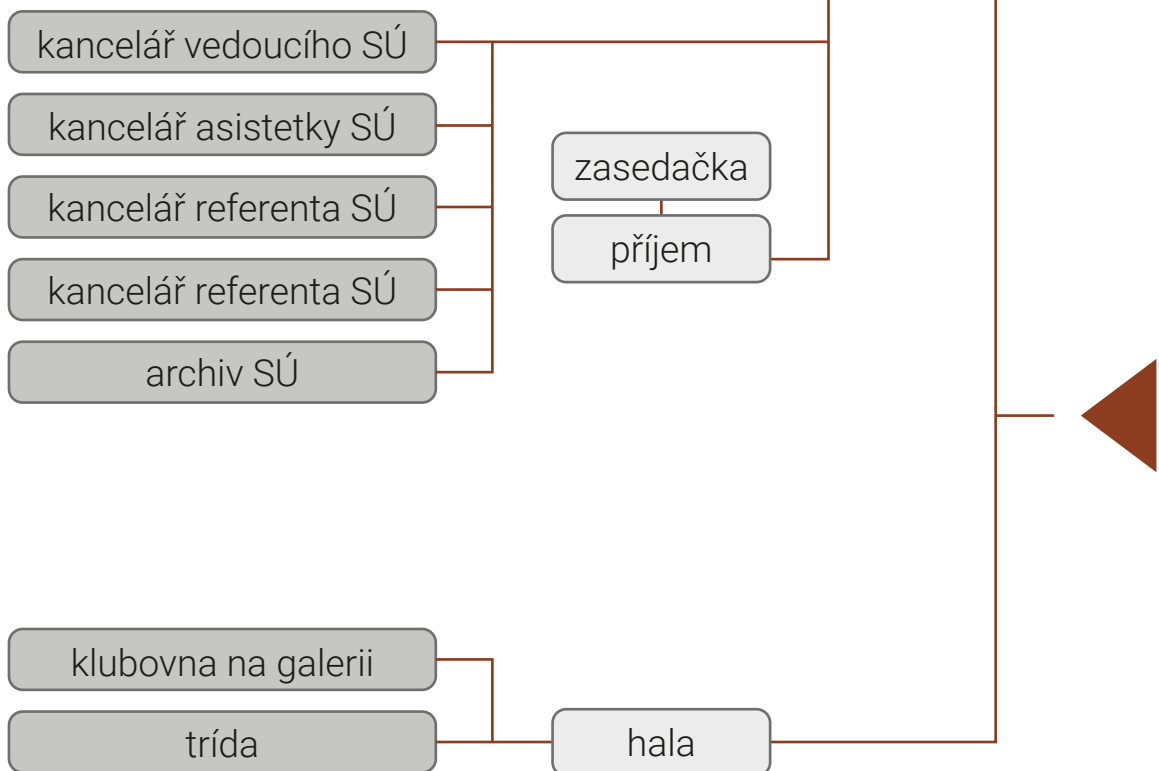 kancelář vedoucího SÚ
kancelář asistetky SÚ
zasedačka
kancelář referenta SÚ
příjem
kancelář referenta SÚ
archiv SÚ
klubovna na galerii
trída
hala